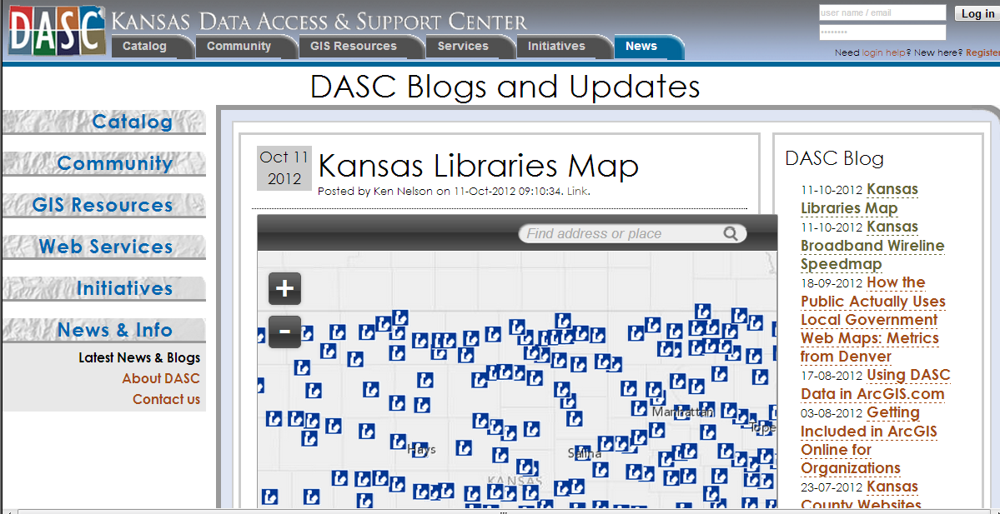 DASC KANSAS DATA ACCESS & SUPPORT CENTER
user name / email
Log in
Catalog Community GIS Resources Services Initiatives News
Need login help? New here? Register
DASC Blogs and Updates
Catalog
Community
GIS Resources
Web Services
Initiatives
News & Info
Latest News & Blogs
About DASC
Contact us
Oct 11
2012
Kansas Libraries Map
Posted by Ken Nelson on 11-Oct-2012 09:10:34. Link.
Find address or place
+
-
Manhattan
Tope
Hays
Salina
KANSAS
DASC Blog
11-10-2012 Kansas
Libraries Map
11-10-2012 Kansas
Broadband Wireline
Speedmap
18-09-2012 How the
Public Actually Uses
Local Government
Web Maps: Metrics
from Denver
17-08-2012 Using DASC
Data in ArcGIS.com
03-08-2012 Getting
Included in ArcGIS
Online for
Organizations
23-07-2012 Kansas
County Websites